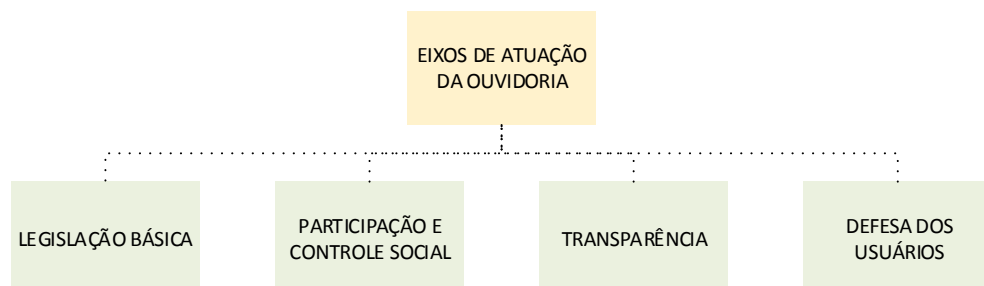 EIXOS DE ATUAÇÃO
DA OUVIDORIA
LEGISLAÇÃO BÁSICA
PARTICIPAÇÃO E
CONTROLE SOCIAL
TRANSPARÊNCIA
DEFESA DOS
USUÁRIOS